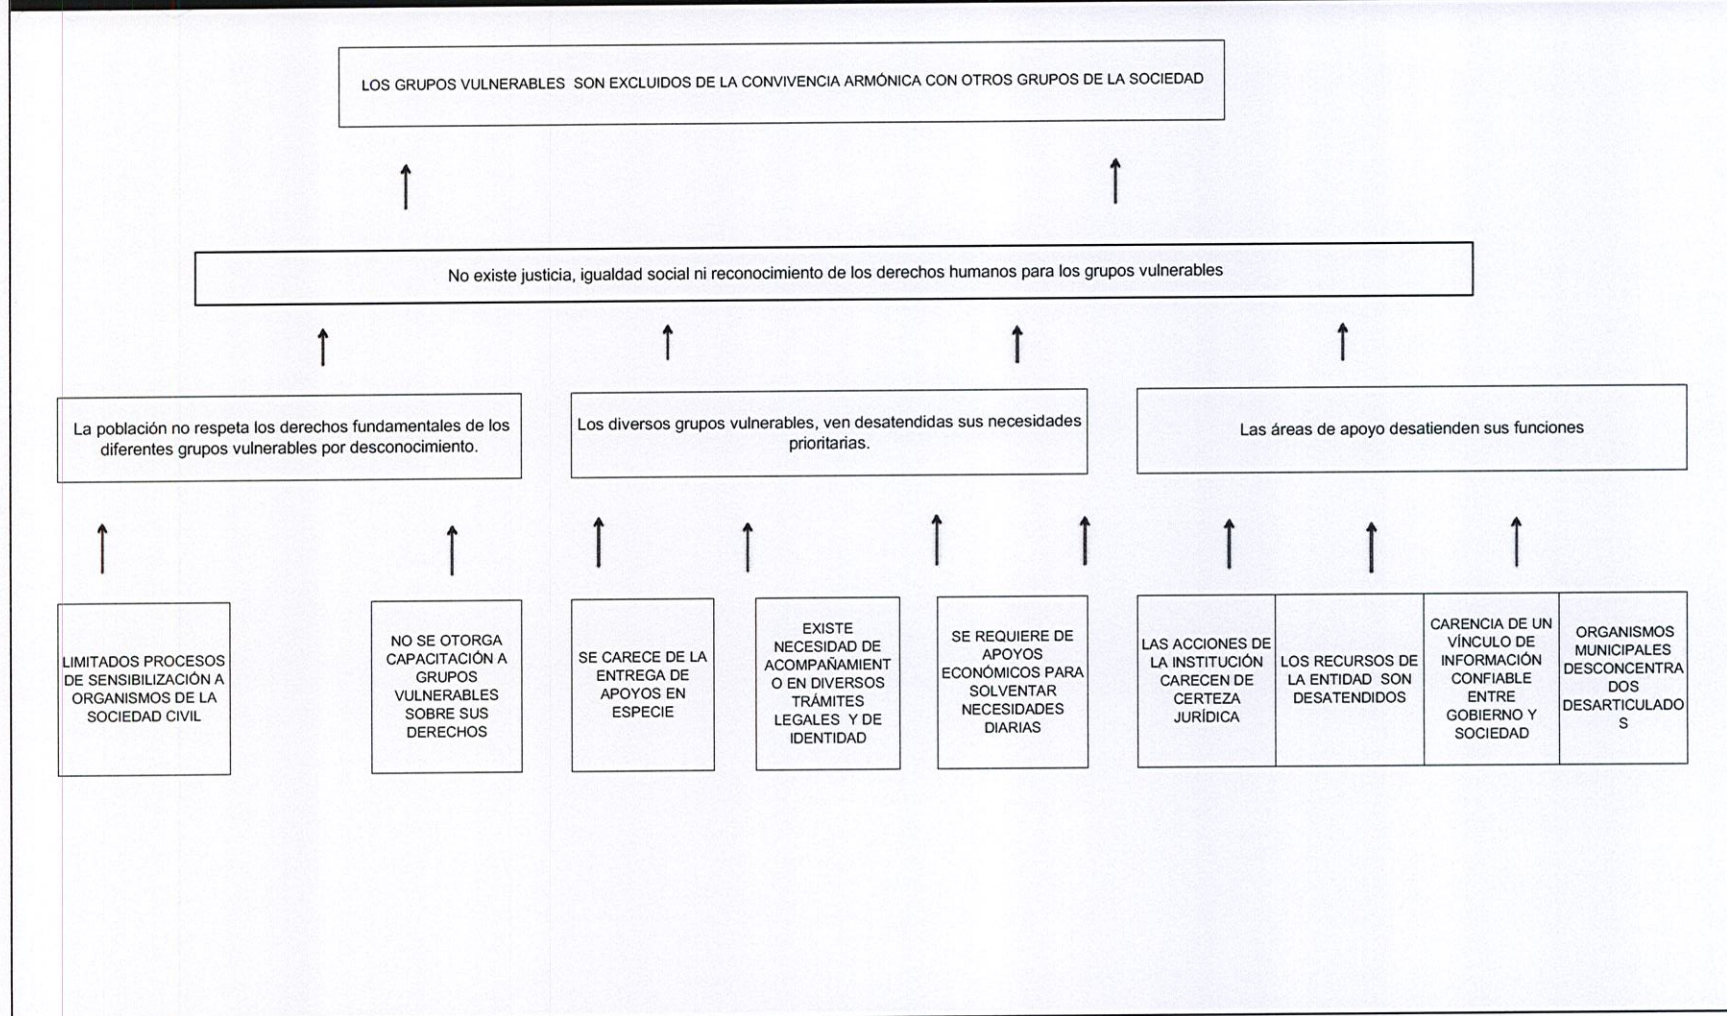 LOS GRUPOS VULNERABLES  SON EXCLUIDOS DE LA CONVIVENCIA ARMÓNICA CON OTROS GRUPOS DE LA SOCIEDAD
No existe justicia, igualdad social ni reconocimiento de los derechos humanos para los grupos vulnerables
La población no respeta los derechos fundamentales de los
diferentes grupos vulnerables por desconocimiento.
Los diversos grupos vulnerables, ven desatendidas sus necesidades
prioritarias.
Las áreas de apoyo desatienden sus funciones
LIMITADOS PROCESOS
DE SENSIBILIZACIÓN A
ORGANISMOS DE LA
SOCIEDAD CIVIL
NO SE OTORGA
CAPACITACIÓN A
GRUPOS
VULNERABLES
SOBRE SUS
DERECHOS
SE CARECE DE LA
ENTREGA DE
APOYOS EN
ESPECIE
EXISTE
NECESIDAD DE
ACOMPAÑAMIENT
O EN DIVERSOS
TRÁMITES
LEGALES  Y DE
IDENTIDAD
SE REQUIERE DE
APOYOS
ECONÓMICOS PARA
SOLVENTAR
NECESIDADES
DIARIAS
LAS ACCIONES DE
LA INSTITUCIÓN
CARECEN DE
CERTEZA
JURÍDICA
LOS RECURSOS DE
LA ENTIDAD  SON
DESATENDIDOS
CARENCIA DE UN
VÍNCULO DE
INFORMACIÓN
CONFIABLE
ENTRE
GOBIERNO Y
SOCIEDAD
ORGANISMOS
MUNICIPALES
DESCONCENTRA
DOS
DESARTICULADO
S